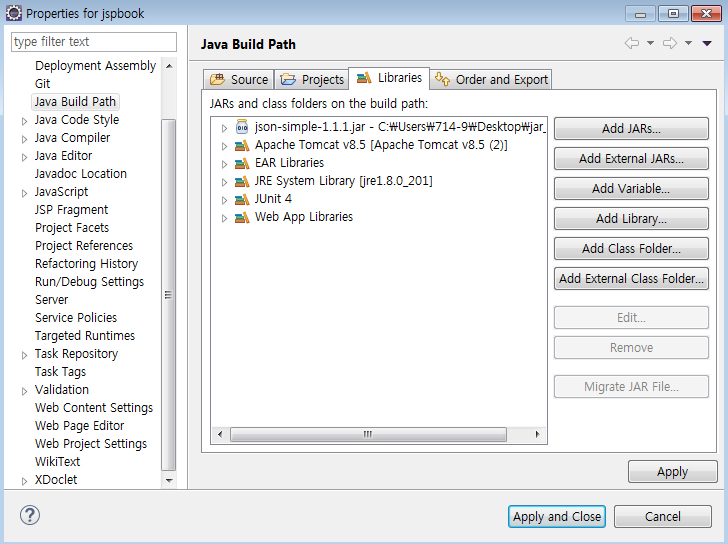 Properties for jspbook
type filter text
Deployment Assembly
Git
Java Build Path
Java Code Style
Java Compiler
Java Editor
Javadoc Location
JavaScript
JSP Fragment
Project Facets
Project References
Refactoring History
Run/Debug Settings
Server
Service Policies
Targeted Runtimes
Task Repository
Task Tags
Validation
Web Content Settings
Web Page Editor
Web Project Settings
WikiText
XDoclet
Java Build Path
Source
Projects
Libraries
Order and Export
JARs and class folders on the build path:
json-simple-1.1.1.jar - C:₩Users₩714-9₩Desktop₩jar_
Apache Tomcat v8.5 [Apache Tomcat v8.5 (2)]
EAR Libraries
JRE System Library [jre1.8.0_201]
JUnit 4
Web App Libraries
Add JARs...
Add External JARs...
Add Variable...
Add Library...
Add Class Folder...
Add External Class Folder...
Edit...
Remove
Migrate JAR File...
Apply
Apply and Close
Cancel